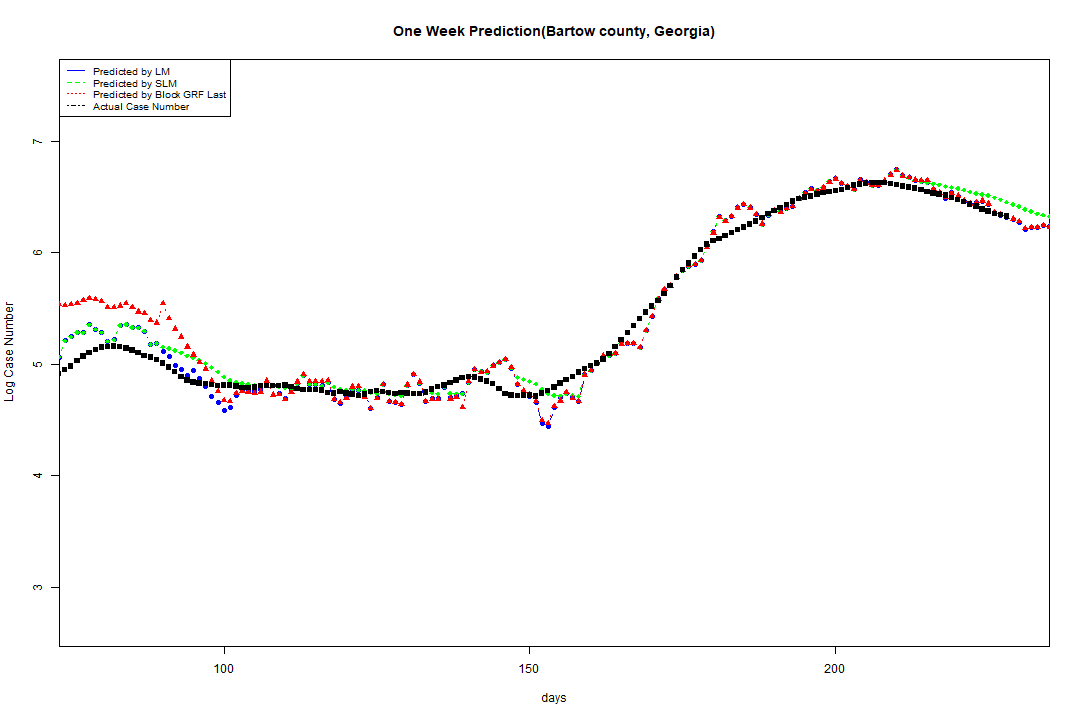 One Week Prediction(Bartow county, Georgia)
Predicted by LM
Predicted by SLM
Predicted by Block GRF Last
Actual Case Number
7
6
5
4
3
Log Case Number
100 150 200
days